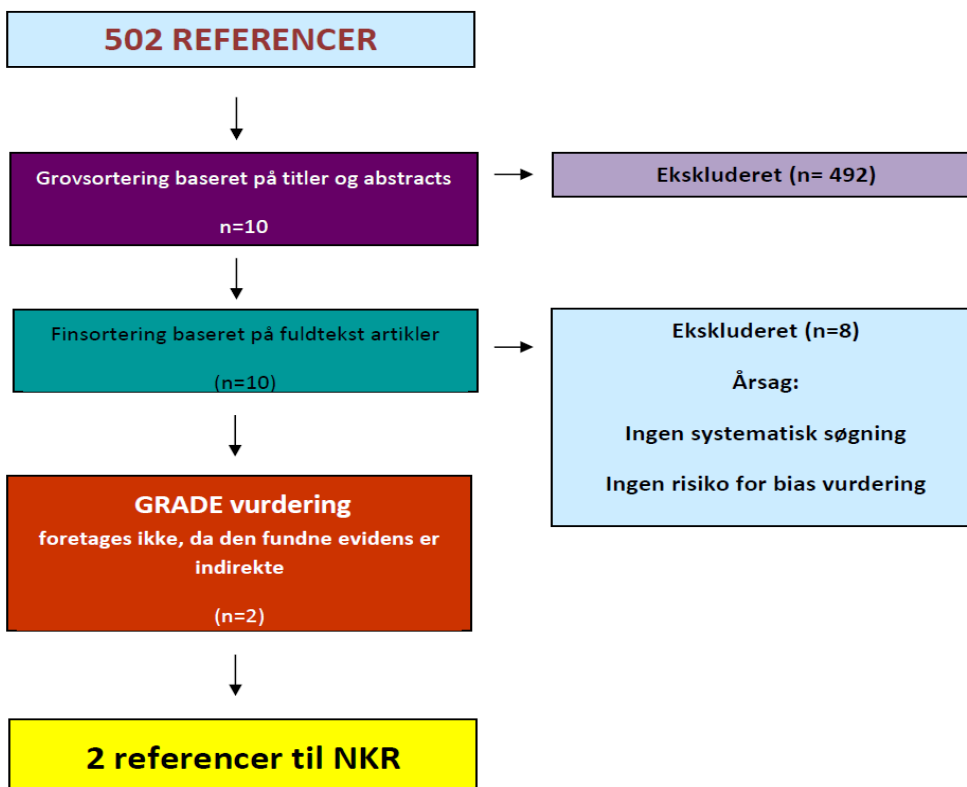 502 REFERENCER
Grovsortering baseret på titler og abstracts
n=10
Ekskluderet (n= 492)
Finsortering baseret på fuldtekst artikler
(n=10)
Ekskluderet (n=8)
Årsag:
Ingen systematisk søgning
Ingen risiko for bias vurdering
GRADE vurdering
foretages ikke, da den fundne evidens er
indirekte
(n=2)
2 referencer til NKR